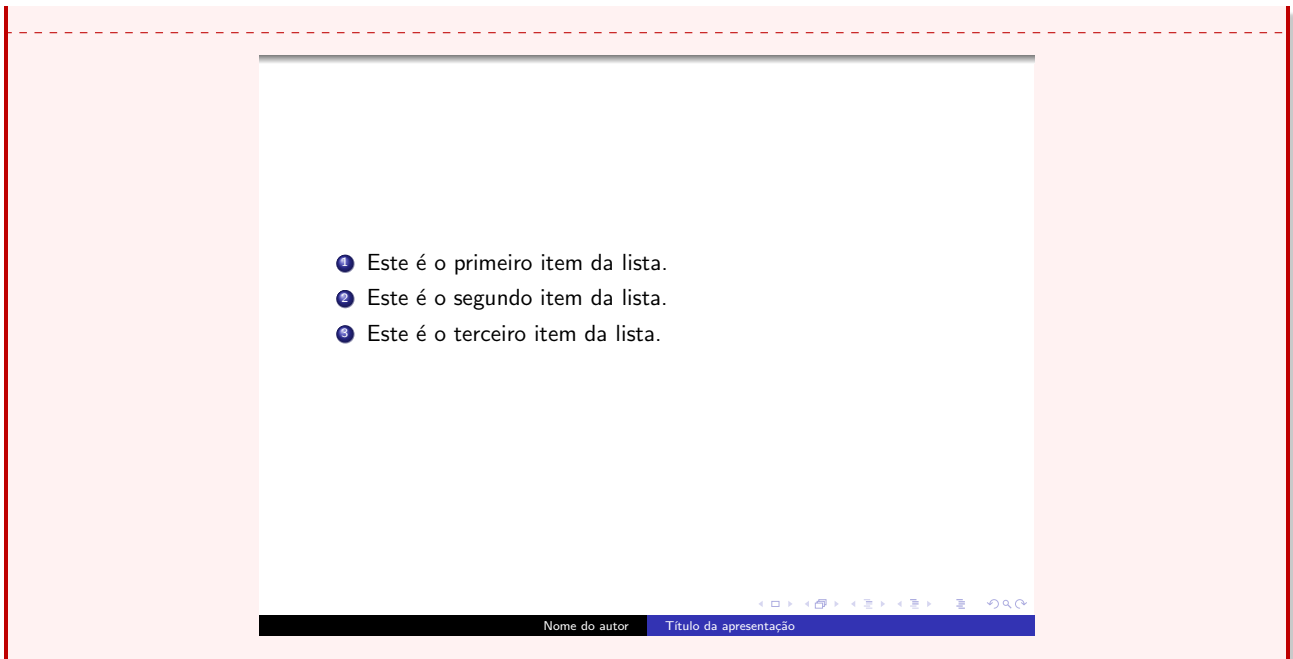 1 Este é o primeiro item da lista.
2 Este é o segundo item da lista.
3 Este é o terceiro item da lista.
Nome do autor Título da apresentação